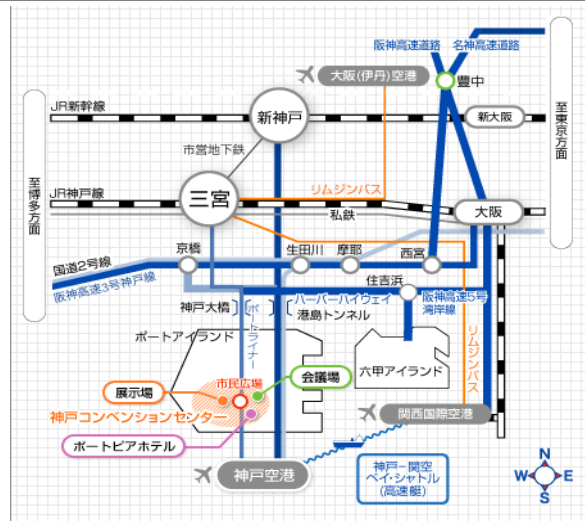 阪神高速道路
名神高速道路
大阪(伊丹)空港
豊中
至東京方面
JR新幹線
新神戸
新大阪
市営地下鉄
至博多方面
JR神戸線
三宮
リムジンバス
私鉄
大阪
京橋
生田川
摩耶
西宮
国道2号線
阪神高速3号神戸線
住吉浜
神戸大橋
ポートライナー
ハーバーハイウェイ
港島トンネル
阪神高速5号
湾岸線
ポートアイランド
リムジンバス
六甲アイランド
市民広場
会議場
展示場
神戸コンベンションセンター
関西国際空港
ポートピアホテル
神戸空港
神戸−関空
ベイ・シャトル
(高速艇)
N
W
E
S